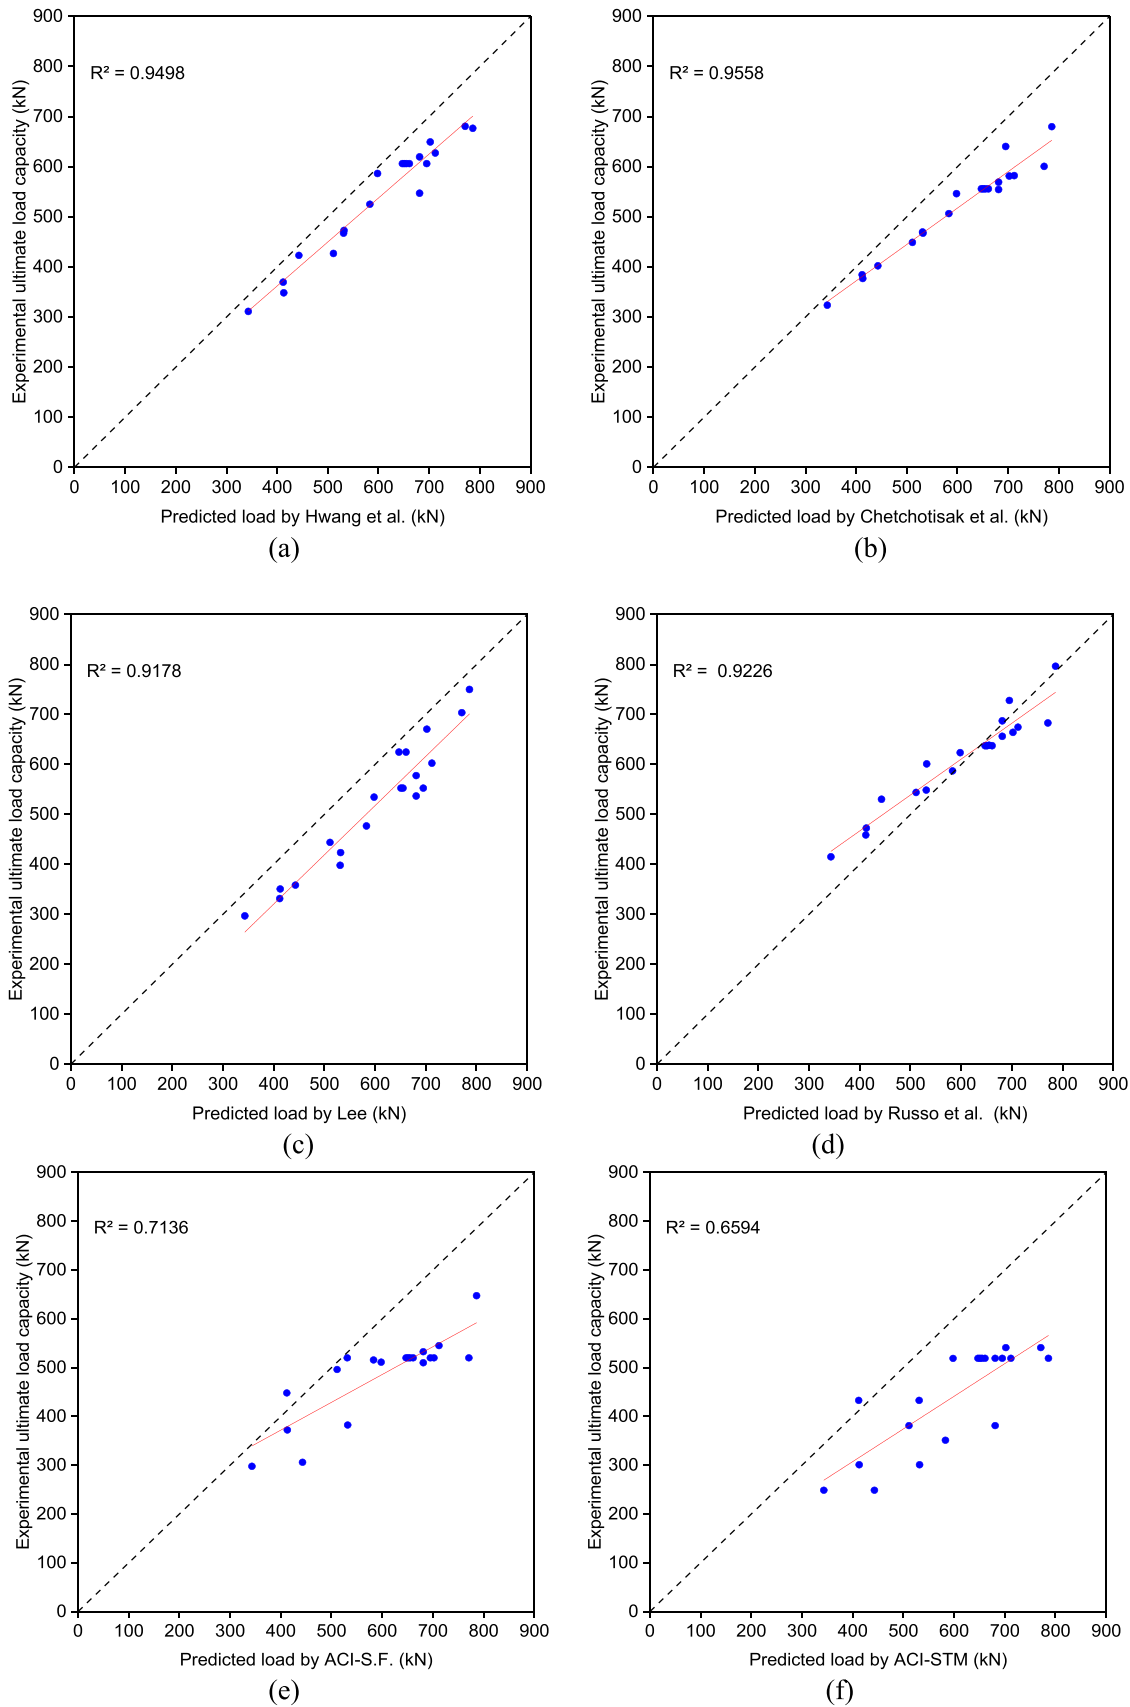 900
800
700
600
500
400
300
200
100
0
Experimental ultimate load capacity (kN)
R² = 0.9498
0 100 200 300 400 500 600 700 800 900
Predicted load by Hwang et al. (kN)
(a)
900
800
700
600
500
400
300
200
100
0
Experimental ultimate load capacity (kN)
R² = 0.9558
0 100 200 300 400 500 600 700 800 900
Predicted load by Chetchotisak et al. (kN)
(b)
900
800
700
600
500
400
300
200
100
0
Experimental ultimate load capacity (kN)
R² = 0.9178
0 100 200 300 400 500 600 700 800 900
Predicted load by Lee (kN)
(c)
900
800
700
600
500
400
300
200
100
0
Experimental ultimate load capacity (kN)
R² = 0.9226
0 100 200 300 400 500 600 700 800 900
Predicted load by Russo et al. (kN)
(d)
900
800
700
600
500
400
300
200
100
0
Experimental ultimate load capacity (kN)
R² = 0.7136
0 100 200 300 400 500 600 700 800 900
Predicted load by ACI-S.F. (kN)
(e)
900
800
700
600
500
400
300
200
100
0
Experimental ultimate load capacity (kN)
R² = 0.6594
0 100 200 300 400 500 600 700 800 900
Predicted load by ACI-STM (kN)
(f)